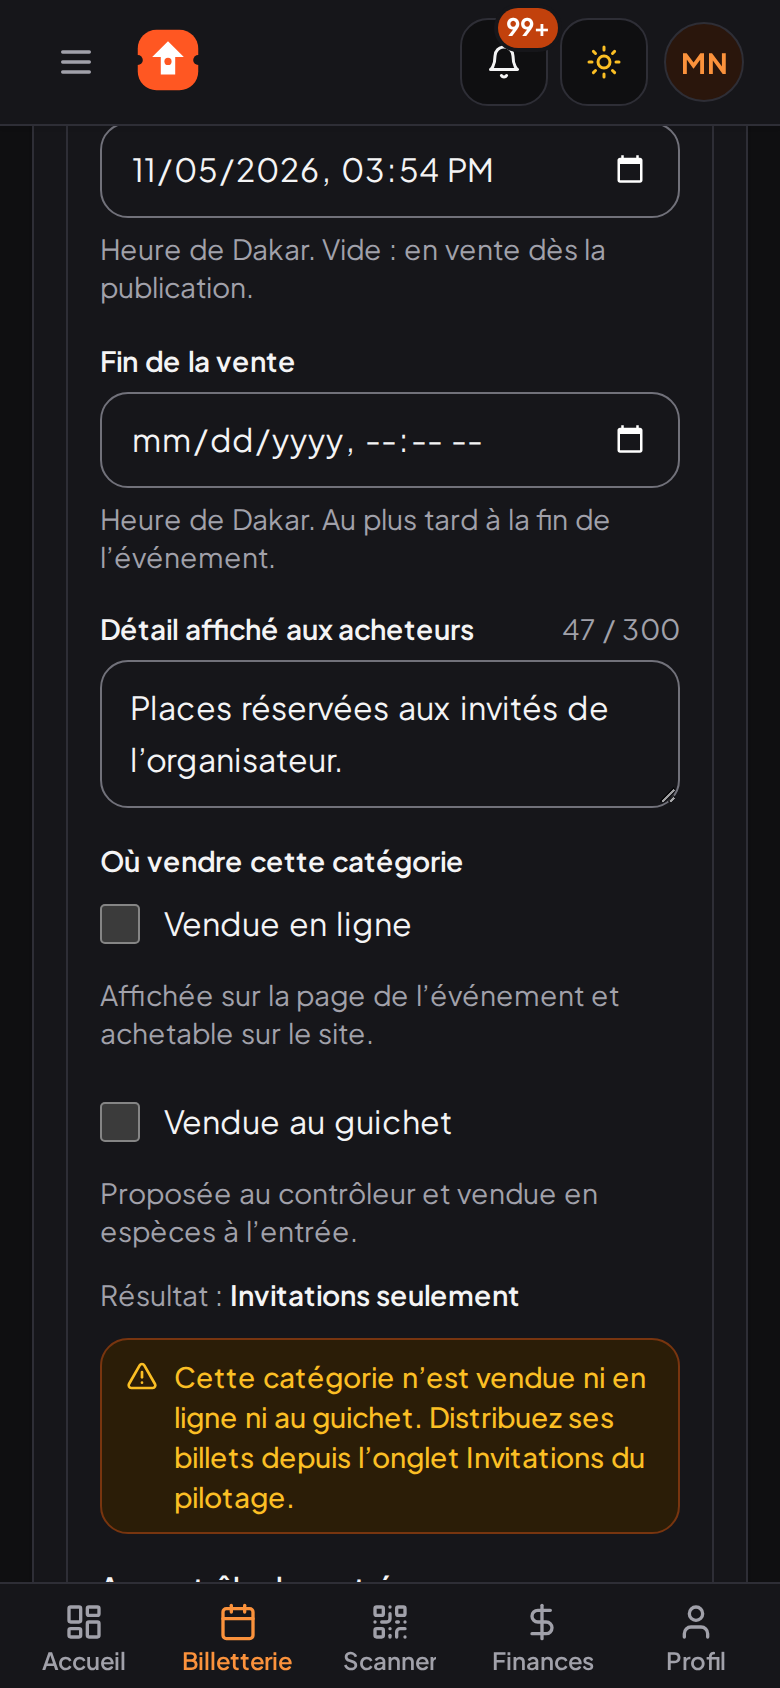 99+
MN
11/05/2026, 03:54 PM
Heure de Dakar. Vide : en vente dès la
publication.
Fin de la vente
mm/dd/yyyy, --:-- --
Heure de Dakar. Au plus tard à la fin de
l’événement.
Détail affiché aux acheteurs 47 / 300
Places réservées aux invités de
l’organisateur.
Où vendre cette catégorie
Vendue en ligne
Affichée sur la page de l’événement et
achetable sur le site.
Vendue au guichet
Proposée au contrôleur et vendue en
espèces à l’entrée.
Résultat : Invitations seulement
Cette catégorie n’est vendue ni en
ligne ni au guichet. Distribuez ses
billets depuis l’onglet Invitations du
pilotage.
Accueil Billetterie Scanner Finances Profil